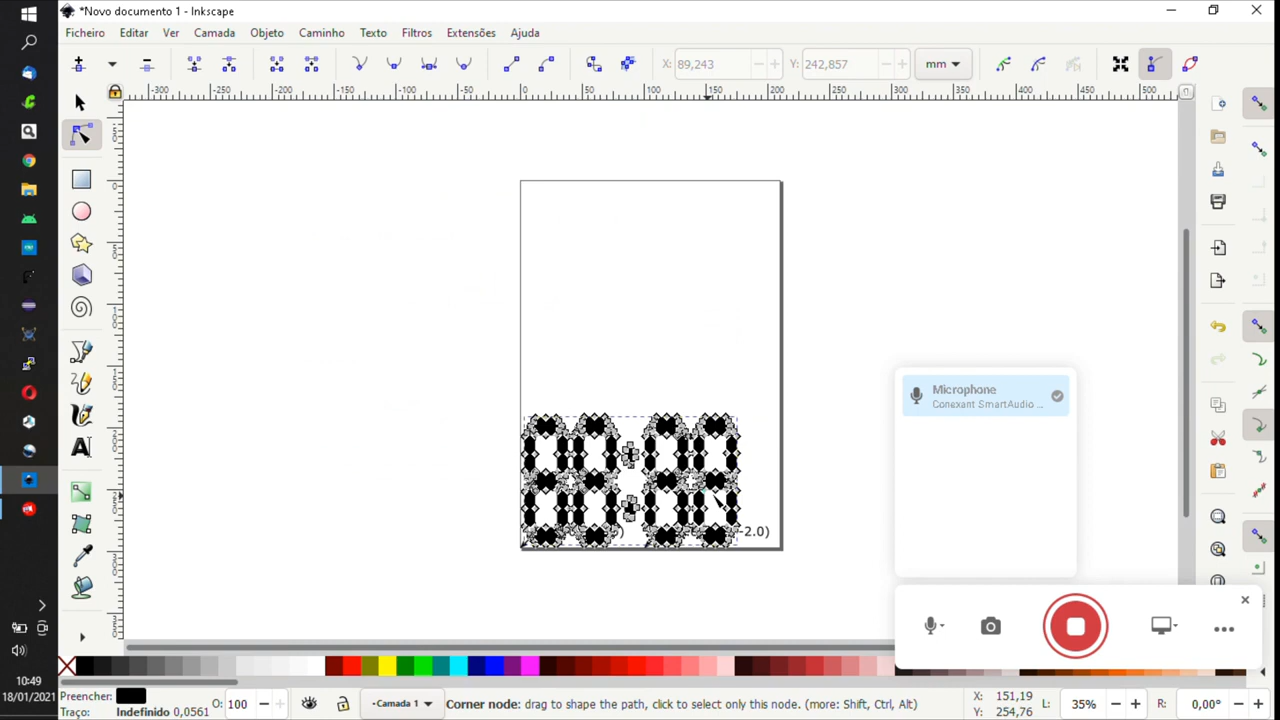 *Novo documento 1 - Inkscape
Ficheiro Editar Ver Camada Objeto Caminho Texto Filtros Extensões Ajuda
X: 89,243 Y: 242,857 mm
-300 -250 -200 -150 -100 -50 0 50 100 150 200 250 300 350 400 450 500
Microphone
Conexant SmartAudio ...
-2.0)
10:49
18/01/2021
Preencher:
Traço: Indefinido 0,0561
O: 100
Camada 1
Corner node: drag to shape the path, click to select only this node. (more: Shift, Ctrl, Alt)
X: 151,19
Y: 254,76
L: 35%
R: 0,00°